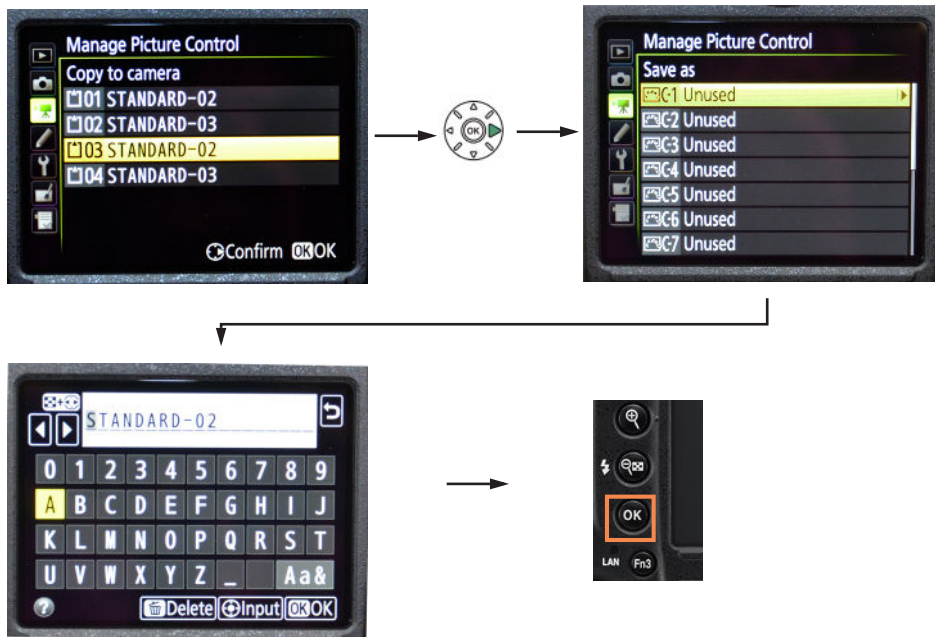 Manage Picture Control
Copy to camera
01 STANDARD-02
02 STANDARD-03
03 STANDARD-02
04 STANDARD-03
Confirm OK OK
OK
Manage Picture Control
Save as
C-1 Unused
C-2 Unused
C-3 Unused
C-4 Unused
C-5 Unused
C-6 Unused
C-7 Unused
STANDARD-02
0 1 2 3 4 5 6 7 8 9
A B C D E F G H I J
K L M N O P Q R S T
U V W X Y Z _ Aa&
? Delete Input OK OK
OK
LAN Fn3